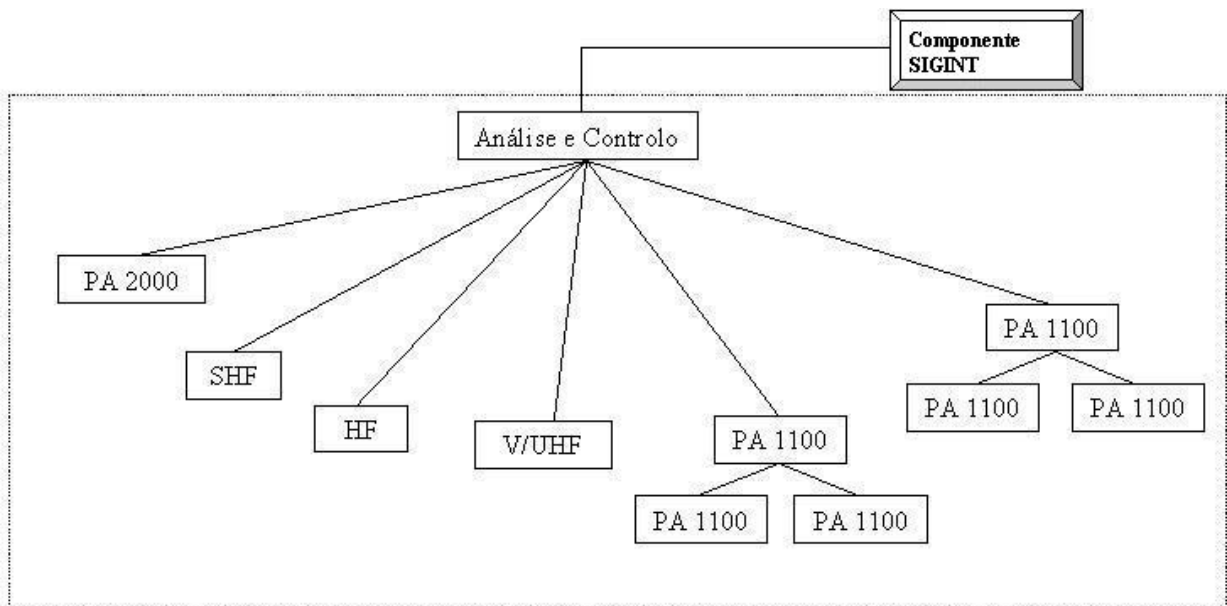 Componente
SIGINT
Análise e Controlo
PA 2000
SHF
HF
V/UHF
PA 1100
PA 1100
PA 1100
PA 1100
PA 1100
PA 1100